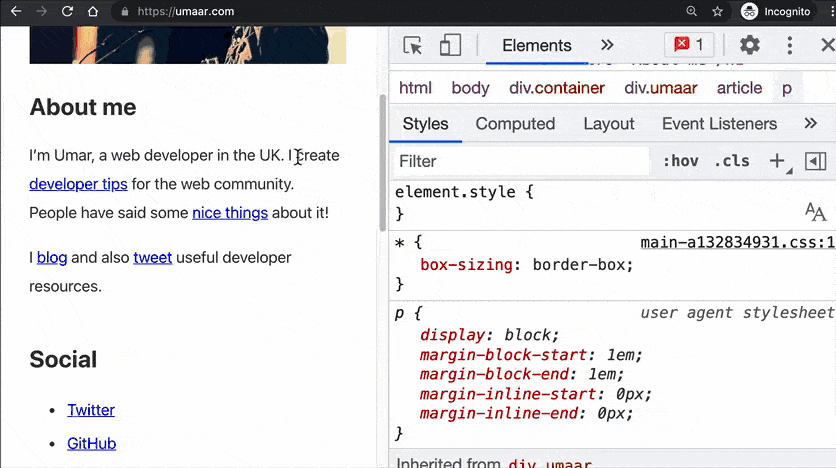 https://umaar.com
Incognito
About me
I'm Umar, a web developer in the UK. I create
developer tips for the web community.
People have said some nice things about it!
I blog and also tweet useful developer
resources.
Social
• Twitter
• GitHub
Elements
1
html body div.container div.umaar article p
Styles Computed Layout Event Listeners
Filter :hov .cls
element.style {
}
AA
* { main-a132834931.css:1
box-sizing: border-box;
}
p { user agent stylesheet
display: block;
margin-block-start: 1em;
margin-block-end: 1em;
margin-inline-start: 0px;
margin-inline-end: 0px;
}
Inherited from div.umaar